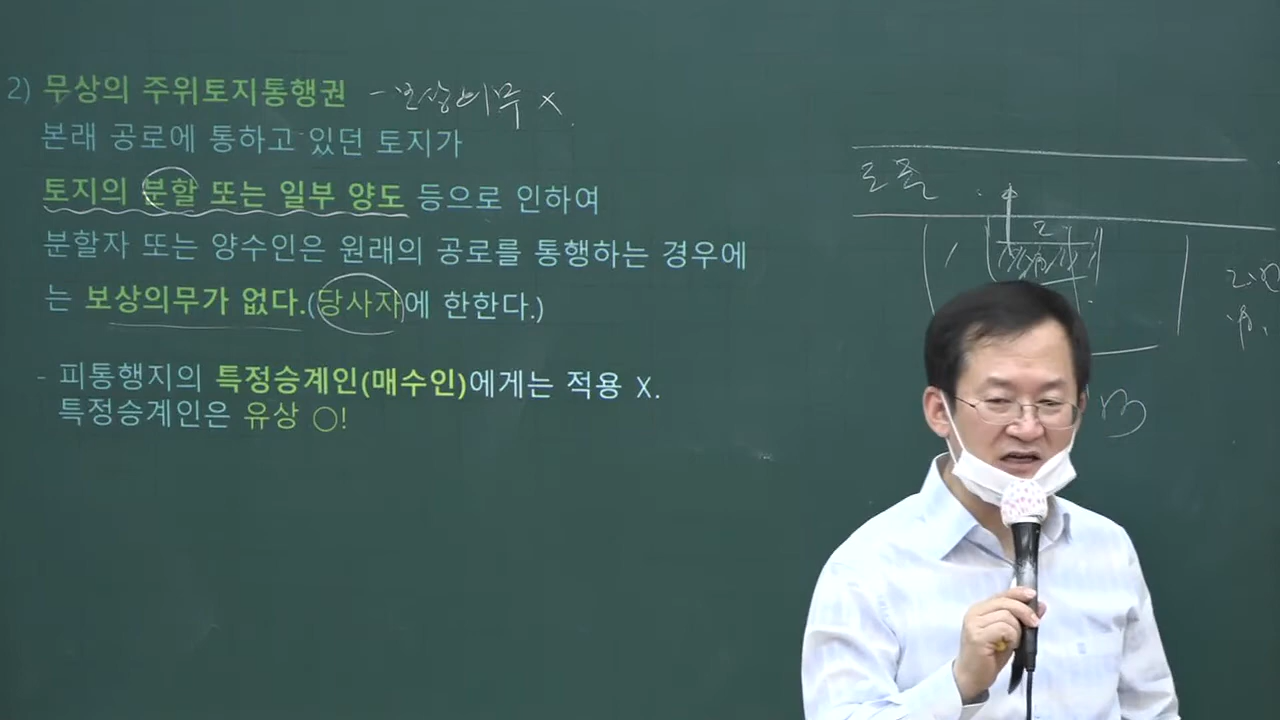 2) 무상의 주위토지통행권 - 보상의무 X.
본래 공로에 통하고 있던 토지가
토지의 분할 또는 일부 양도 등으로 인하여
분할자 또는 양수인은 원래의 공로를 통행하는 경우에
는 보상의무가 없다.(당사자에 한한다.)
- 피통행지의 특정승계인(매수인)에게는 적용 X.
특정승계인은 유상 ○!
도로
1
2